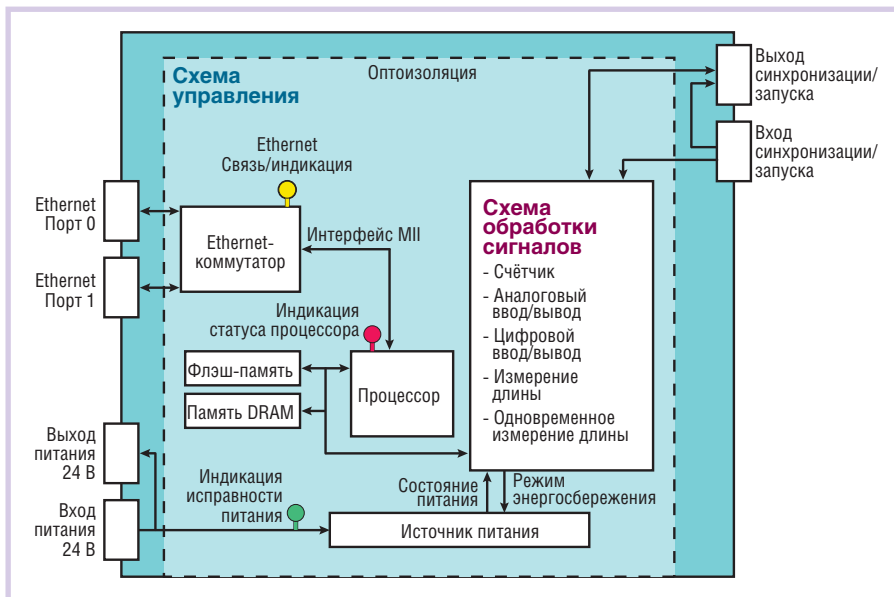 Схема
управления
Оптоизоляция
Выход
синхронизации/
запуска
Вход
синхронизации/
запуска
Ethernet
Связь/индикация
Ethernet
Порт 0
Ethernet-
коммутатор
Интерфейс MII
Ethernet
Порт 1
Схема
обработки
сигналов
- Счётчик
- Аналоговый
ввод/вывод
- Цифровой
ввод/вывод
- Измерение
длины
- Одновременное
измерение длины
Индикация
статуса процессора
Флэш-память
Процессор
Память DRAM
Выход
питания
24 В
Индикация
исправности
питания
Состояние
питания
Режим
энергосбережения
Вход
питания
24 В
Источник питания